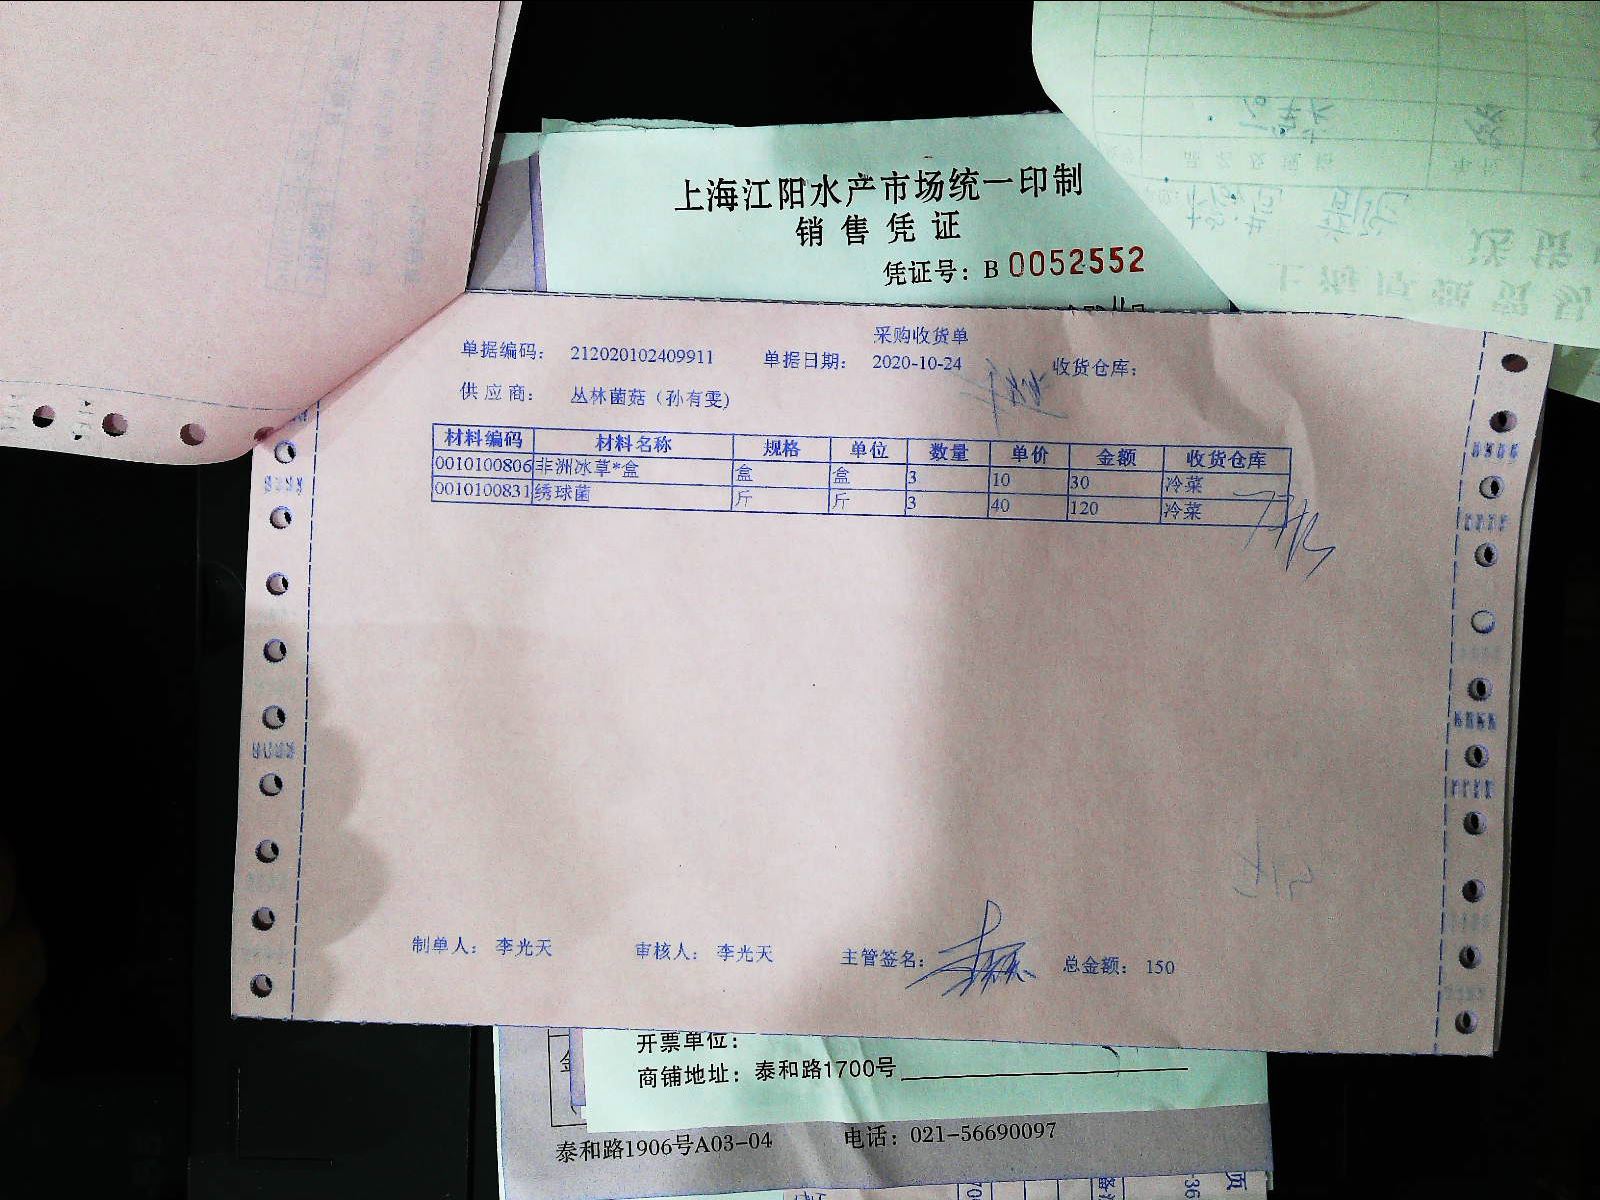 上海江阳水产市场统一印制
销售凭证
凭证号：B 0052552
采购收货单
单据编码： 212020102409911 单据日期： 2020-10-24 收货仓库：
供应商： 丛林菌菇（孙有雯)
材料编码 材料名称 规格 单位 数量 单价 金额 收货仓库
0010100806 非洲冰草*盒 盒 盒 3 10 30 冷菜
0010100831 绣球菌 斤 斤 3 40 120 冷菜
制单人： 李光天 审核人： 李光天 主管签名： 总金额： 150
开票单位：
商铺地址：泰和路1700号
泰和路1906号A03-04 电话：021-56690097